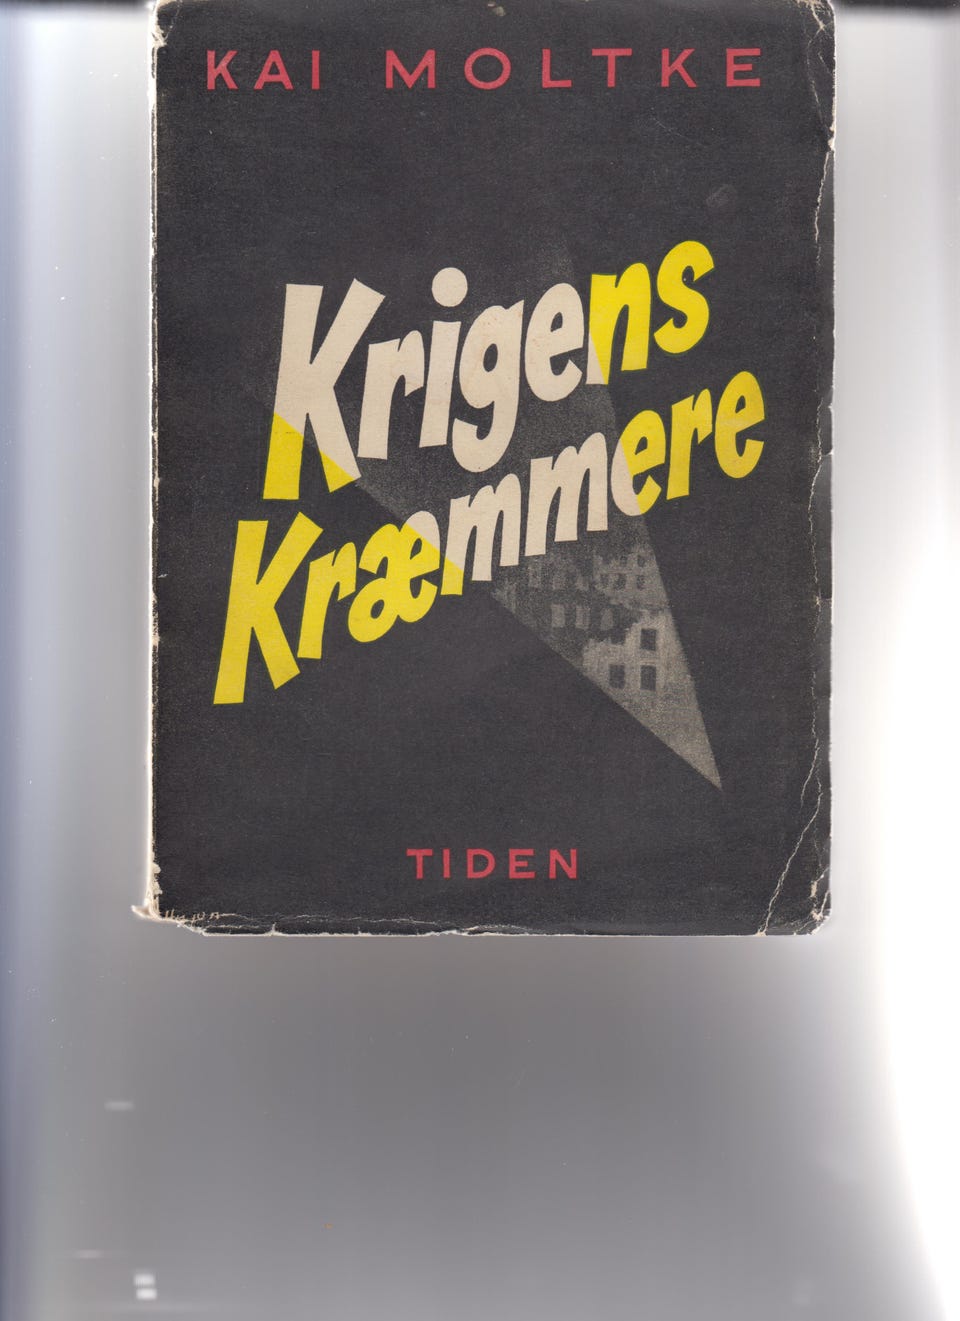 KAI MOLTKE
Krigens
Kræmmere
TIDEN